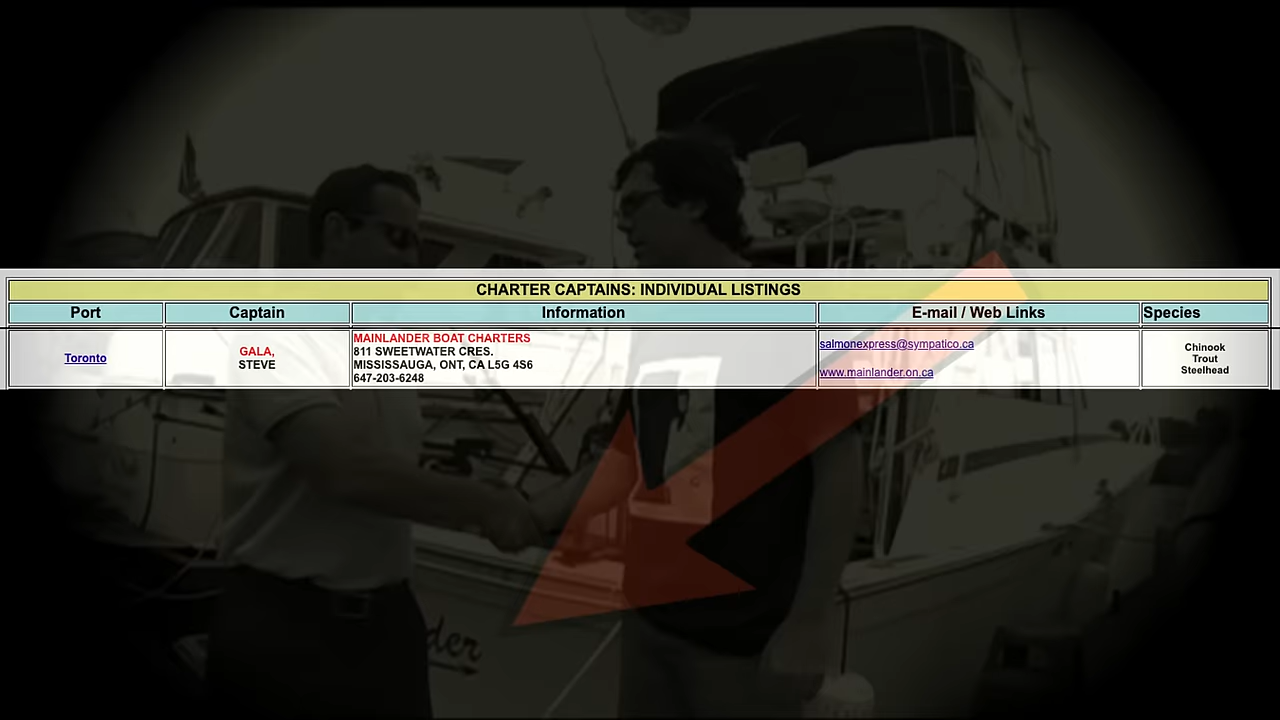 CHARTER CAPTAINS: INDIVIDUAL LISTINGS
Port Captain Information E-mail / Web Links Species
Toronto
GALA,
STEVE
MAINLANDER BOAT CHARTERS
811 SWEETWATER CRES.
MISSISSAUGA, ONT, CA L5G 4S6
647-203-6248
salmonexpress@sympatico.ca
www.mainlander.on.ca
Chinook
Trout
Steelhead
der